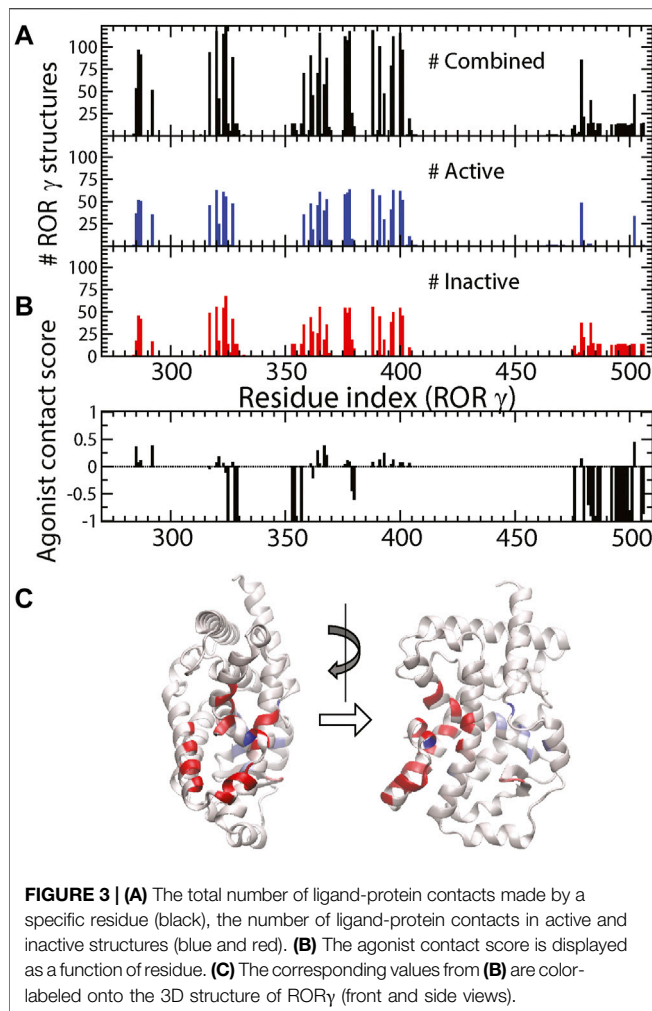 A
# Combined
100
75
50
25
# Active
100
75
50
25
0
# Inactive
100
75
50
25
0
# ROR γ structures
300
350
400
450
500
Residue index (ROR γ)
B
Agonist contact score
1
0.5
0
-0.5
-1
300
350
400
450
500
C
FIGURE 3 | (A) The total number of ligand-protein contacts made by a
specific residue (black), the number of ligand-protein contacts in active and
inactive structures (blue and red). (B) The agonist contact score is displayed
as a function of residue. (C) The corresponding values from (B) are color-
labeled onto the 3D structure of RORγ (front and side views).